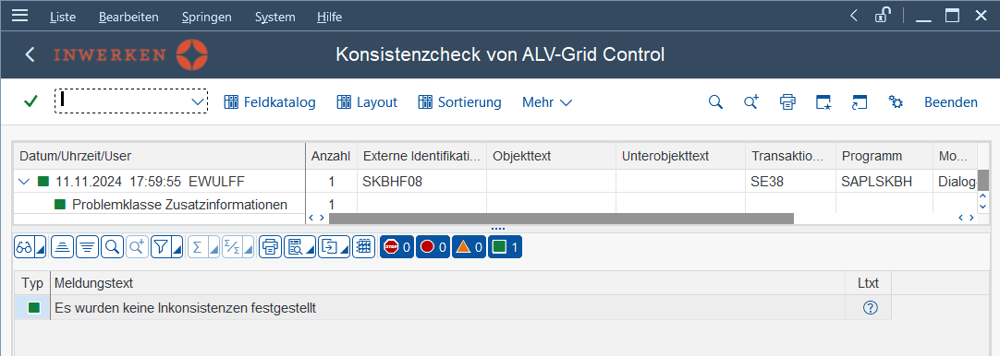 Liste Bearbeiten Springen System Hilfe
INWERKEN Konsistenzcheck von ALV-Grid Control
Feldkatalog Layout Sortierung Mehr Beenden
Datum/Uhrzeit/User Anzahl Externe Identifikati... Objekttext Unterobjekttext Transaktio... Programm Mo...
11.11.2024 17:59:55 EWULFF 1 SKBHF08 SE38 SAPLSKBH Dialog
Problemklasse Zusatzinformationen 1
STOP 0 0 0 1
Typ Meldungstext Ltxt
Es wurden keine Inkonsistenzen festgestellt